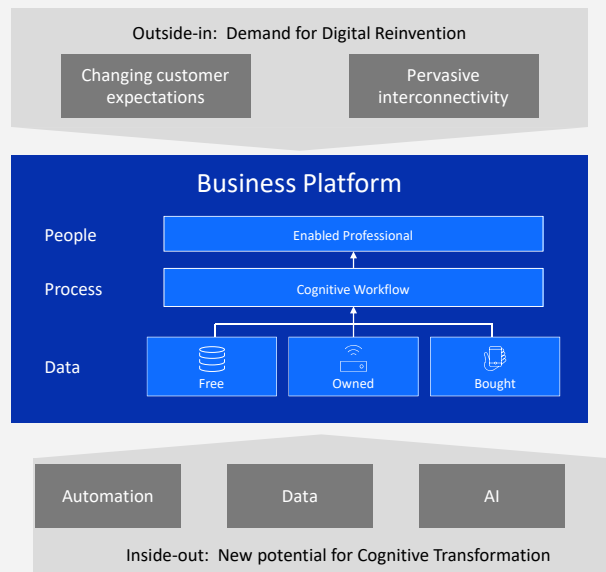 Outside-in:  Demand for Digital Reinvention
Changing customer
expectations
Pervasive
interconnectivity
Business Platform
People
Enabled Professional
Process
Cognitive Workflow
Data
Free
Owned
Bought
Automation
Data
AI
Inside-out:  New potential for Cognitive Transformation